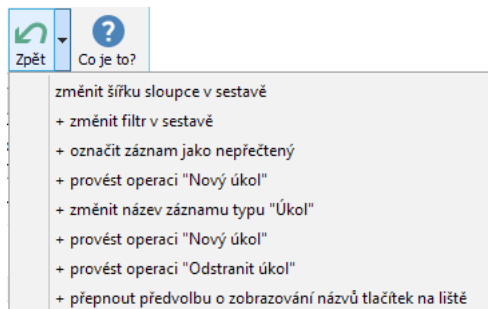 Zpět Co je to?
změnit šířku sloupce v sestavě
+ změnit filtr v sestavě
+ označit záznam jako nepřečtený
+ provést operaci "Nový úkol"
+ změnit název záznamu typu "Úkol"
+ provést operaci "Nový úkol"
+ provést operaci "Odstranit úkol"
+ přepnout předvolbu o zobrazování názvů tlačítek na liště